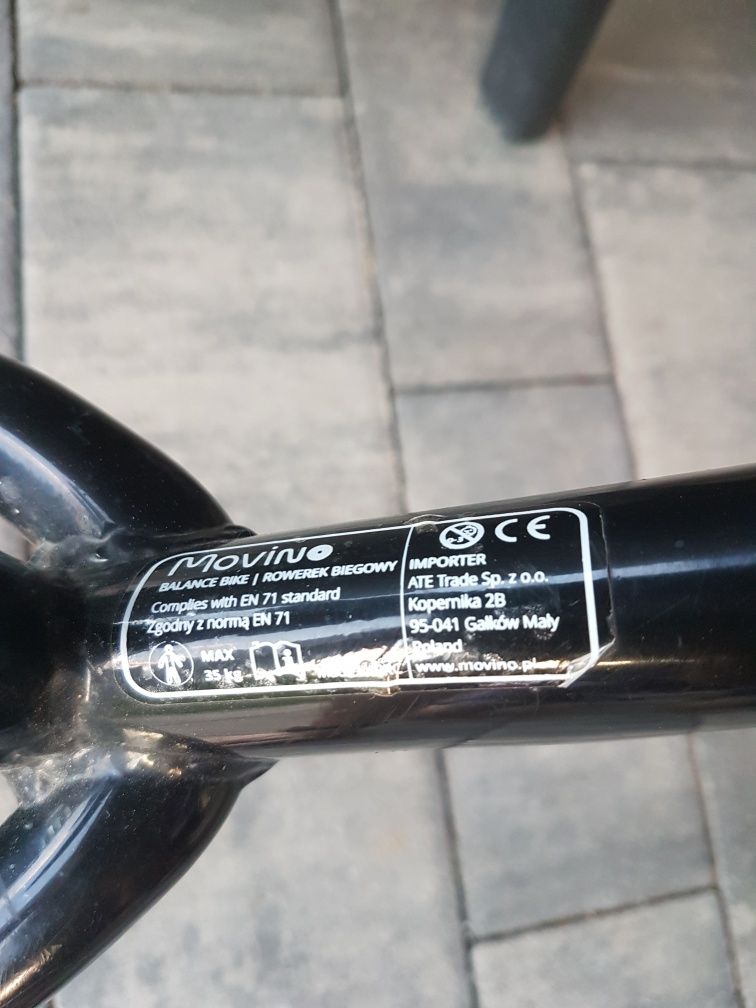 Movino
BALANCE BIKE | ROWEREK BIEGOWY
Complies with EN 71 standard
Zgodny z normą EN 71
MAX
35 kg
CE
IMPORTER
ATE Trade Sp. z o.o.
Kopernika 2B
95-041 Gałków Mały
Poland
www.movino.pl